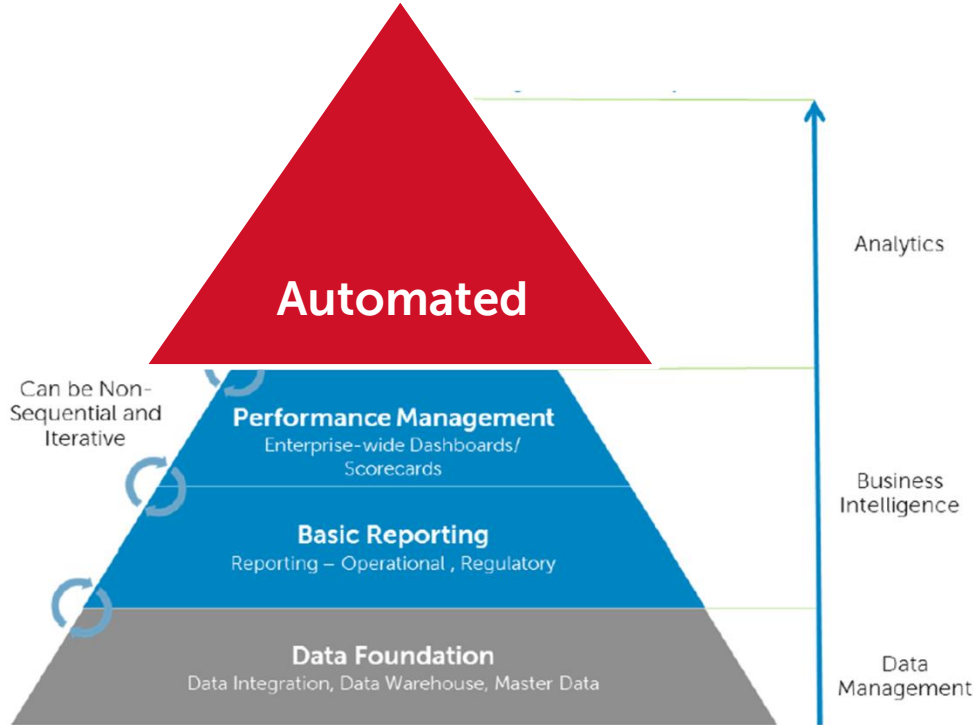 Automated
Can be Non-
Sequential and
Iterative
Performance Management
Enterprise-wide Dashboards/
Scorecards
Basic Reporting
Reporting – Operational , Regulatory
Data Foundation
Data Integration, Data Warehouse, Master Data
Analytics
Business
Intelligence
Data
Management